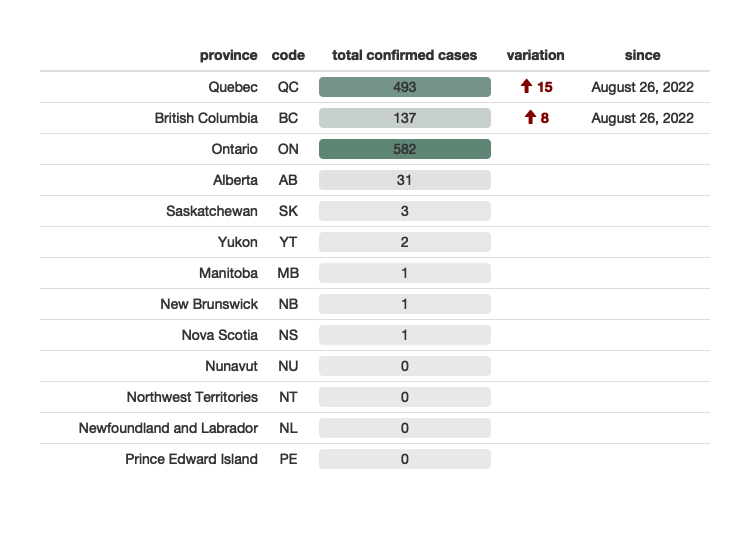 province code total confirmed cases variation since
Quebec QC 493 ⬆ 15 August 26, 2022
British Columbia BC 137 ⬆ 8 August 26, 2022
Ontario ON 582
Alberta AB 31
Saskatchewan SK 3
Yukon YT 2
Manitoba MB 1
New Brunswick NB 1
Nova Scotia NS 1
Nunavut NU 0
Northwest Territories NT 0
Newfoundland and Labrador NL 0
Prince Edward Island PE 0